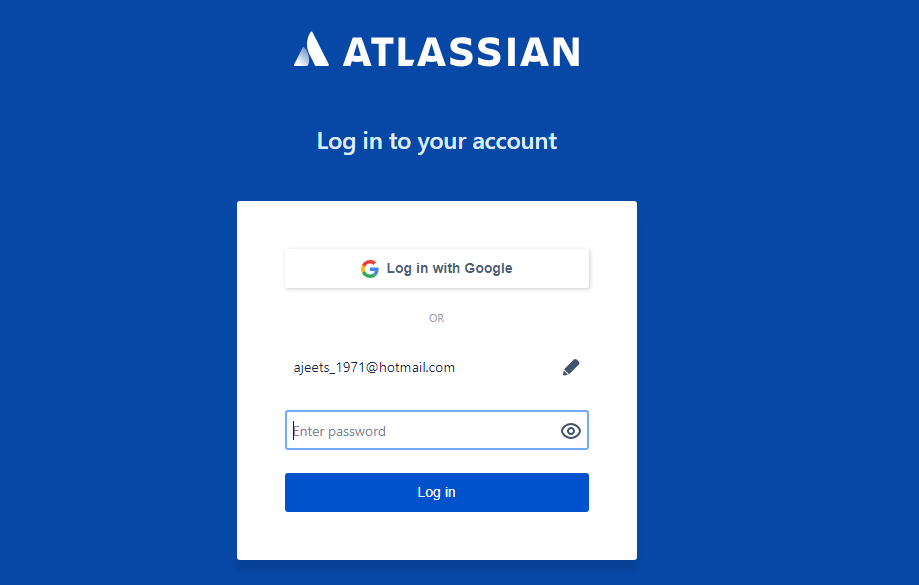 ATLASSIAN
Log in to your account
Log in with Google
OR
ajeets_1971@hotmail.com
Enter password
Log in